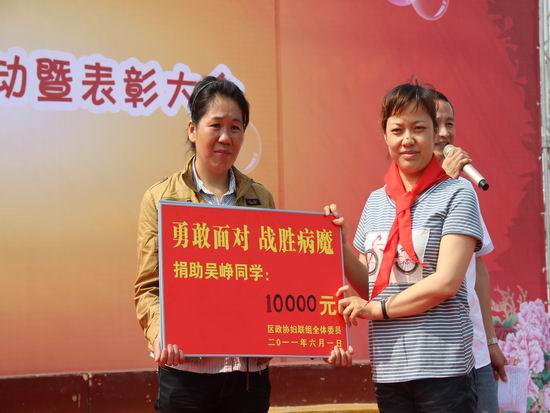 动暨表彰大会
勇敢面对 战胜病魔
捐助吴峥同学：
10000元
区政协妇联组全体委员
二〇一一年六月一日